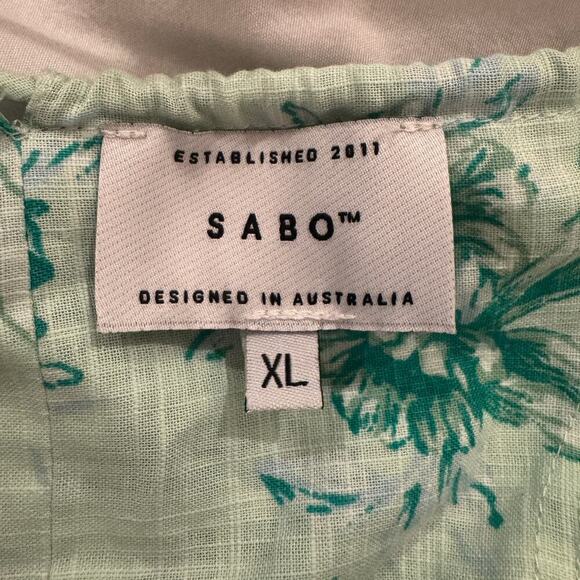 ESTABLISHED 2011
SABO™
DESIGNED IN AUSTRALIA
XL